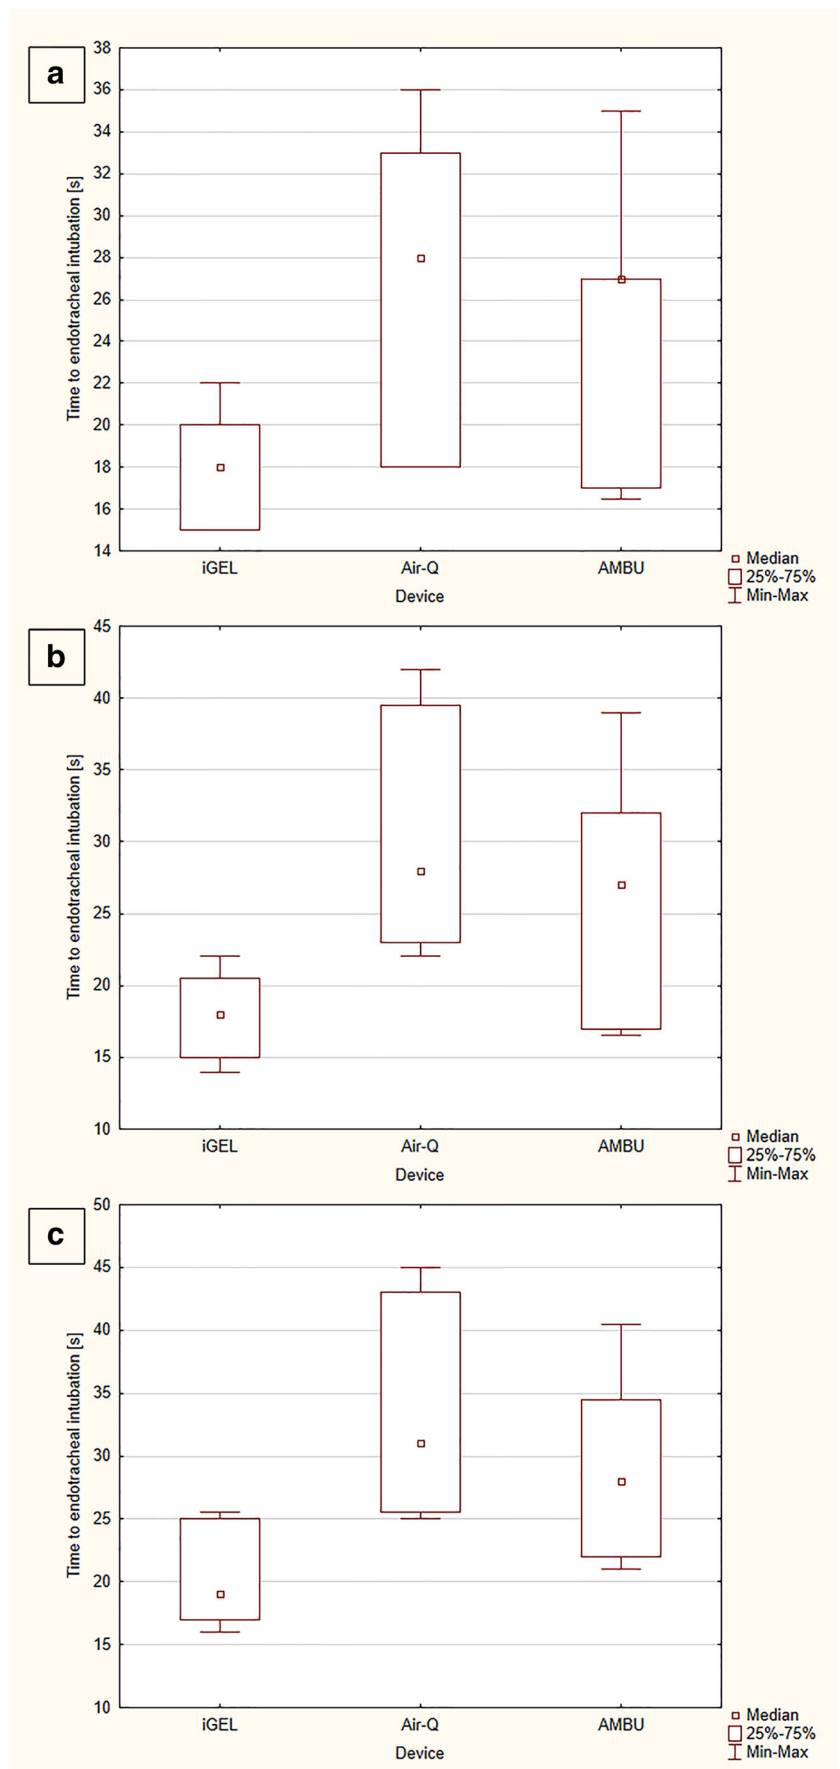 a
Time to endotracheal intubation [s]
38
36
34
32
30
28
26
24
22
20
18
16
14
iGEL Air-Q AMBU
Device
Median
25%-75%
Min-Max
b
Time to endotracheal intubation [s]
45
40
35
30
25
20
15
10
iGEL Air-Q AMBU
Device
Median
25%-75%
Min-Max
c
Time to endotracheal intubation [s]
50
45
40
35
30
25
20
15
10
iGEL Air-Q AMBU
Device
Median
25%-75%
Min-Max